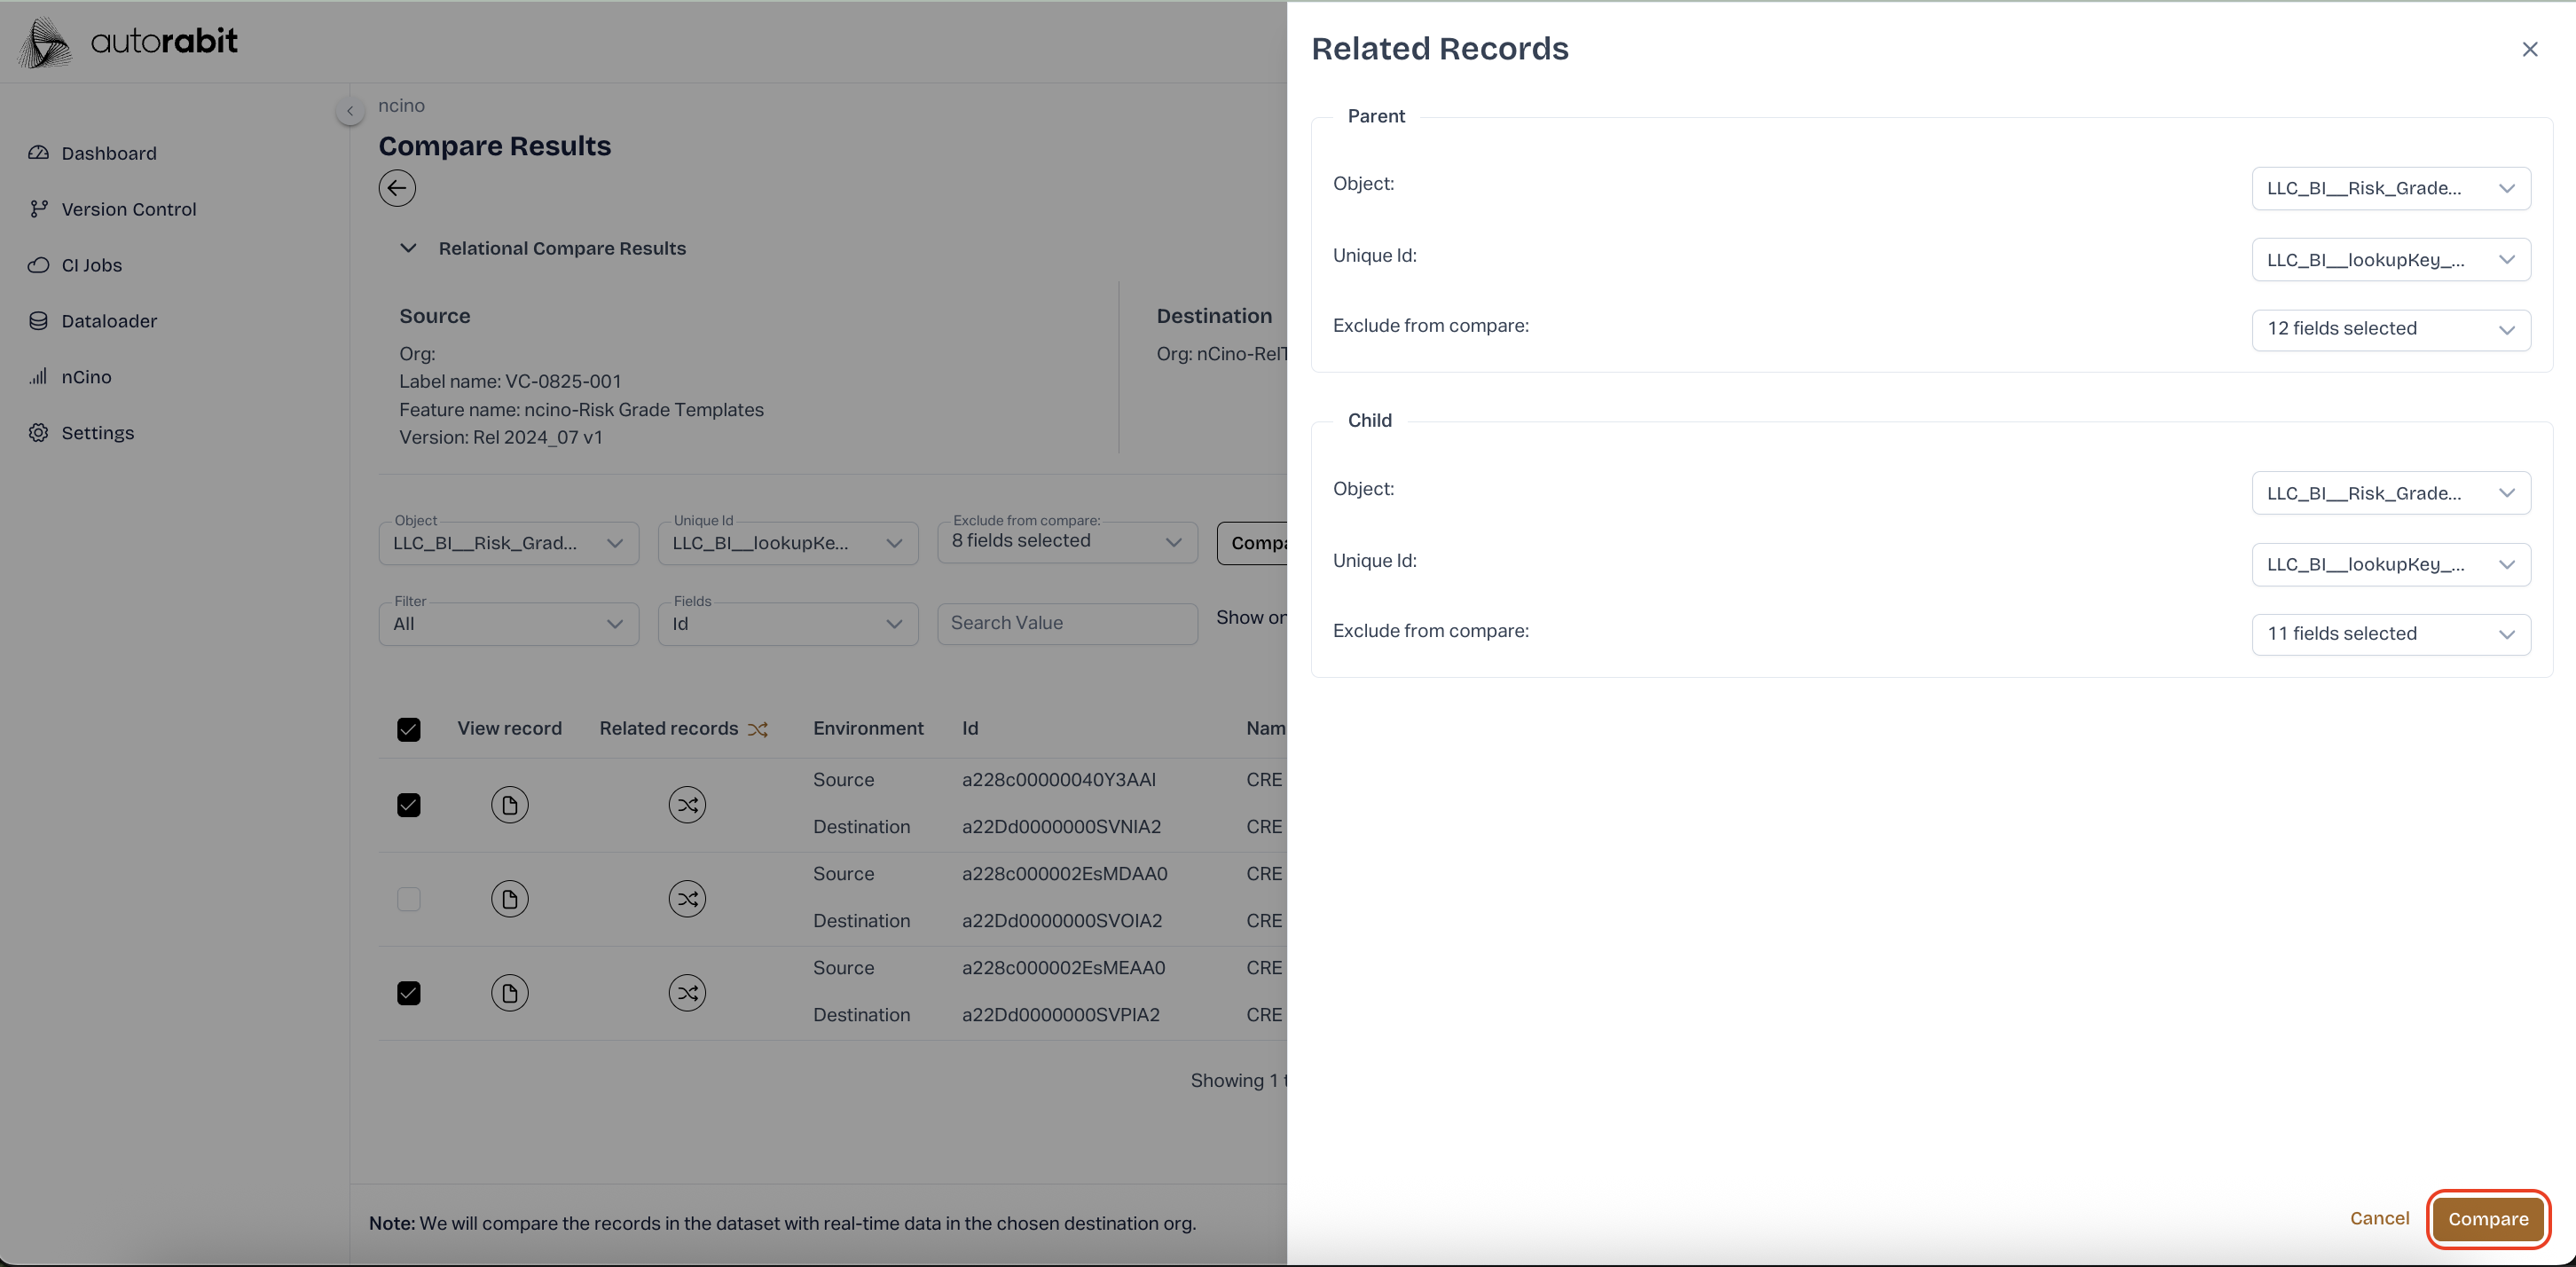 autorabit
Dashboard
Version Control
CI Jobs
Dataloader
nCino
Settings
ncino
Compare Results
Relational Compare Results
Source
Org:
Label name: VC-0825-001
Feature name: ncino-Risk Grade Templates
Version: Rel 2024_07 v1
Destination
Org: nCino-RelT
Object
LLC_BI__Risk_Grad...
Unique Id
LLC_BI__lookupKe...
Exclude from compare:
8 fields selected
Compa
Filter
All
Fields
Id
Search Value
Show on
View record Related records Environment Id Nam
Source a228c00000040Y3AAI CRE
Destination a22Dd0000000SVNIA2 CRE
Source a228c000002EsMDAA0 CRE
Destination a22Dd0000000SVOIA2 CRE
Source a228c000002EsMEAA0 CRE
Destination a22Dd0000000SVPIA2 CRE
Showing 1 t
Note: We will compare the records in the dataset with real-time data in the chosen destination org.
Related Records
Parent
Object:
LLC_BI__Risk_Grade...
Unique Id:
LLC_BI__lookupKey_...
Exclude from compare:
12 fields selected
Child
Object:
LLC_BI__Risk_Grade...
Unique Id:
LLC_BI__lookupKey_...
Exclude from compare:
11 fields selected
Cancel
Compare